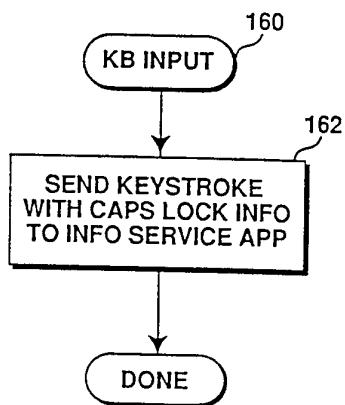 160
KB INPUT
162
SEND KEYSTROKE
WITH CAPS LOCK INFO
TO INFO SERVICE APP
DONE